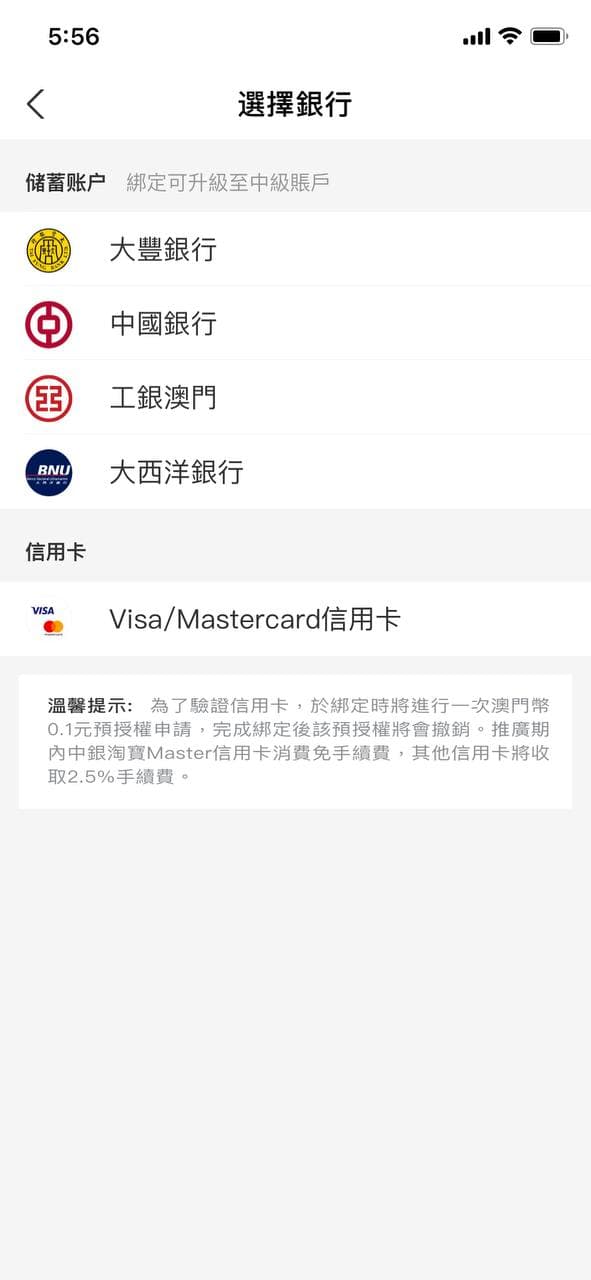 5:56
選擇銀行
储蓄账户 綁定可升級至中級賬戶
大豐銀行
中國銀行
工銀澳門
BNU
大西洋銀行
信用卡
VISA
Visa/Mastercard信用卡
溫馨提示: 為了驗證信用卡，於綁定時將進行一次澳門幣
0.1元預授權申請，完成綁定後該預授權將會撤銷。推廣期
內中銀淘寶Master信用卡消費免手續費，其他信用卡將收
取2.5%手續費。